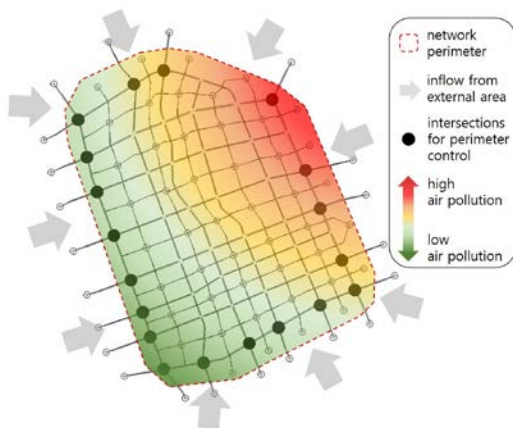 network
perimeter
inflow from
external area
intersections
for perimeter
control
high
air pollution
low
air pollution